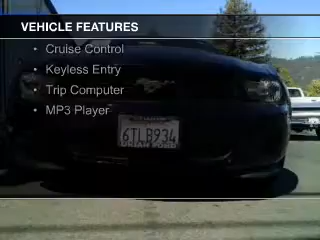 VEHICLE FEATURES
• Cruise Control
• Keyless Entry
• Trip Computer
• MP3 Player
6TLB934